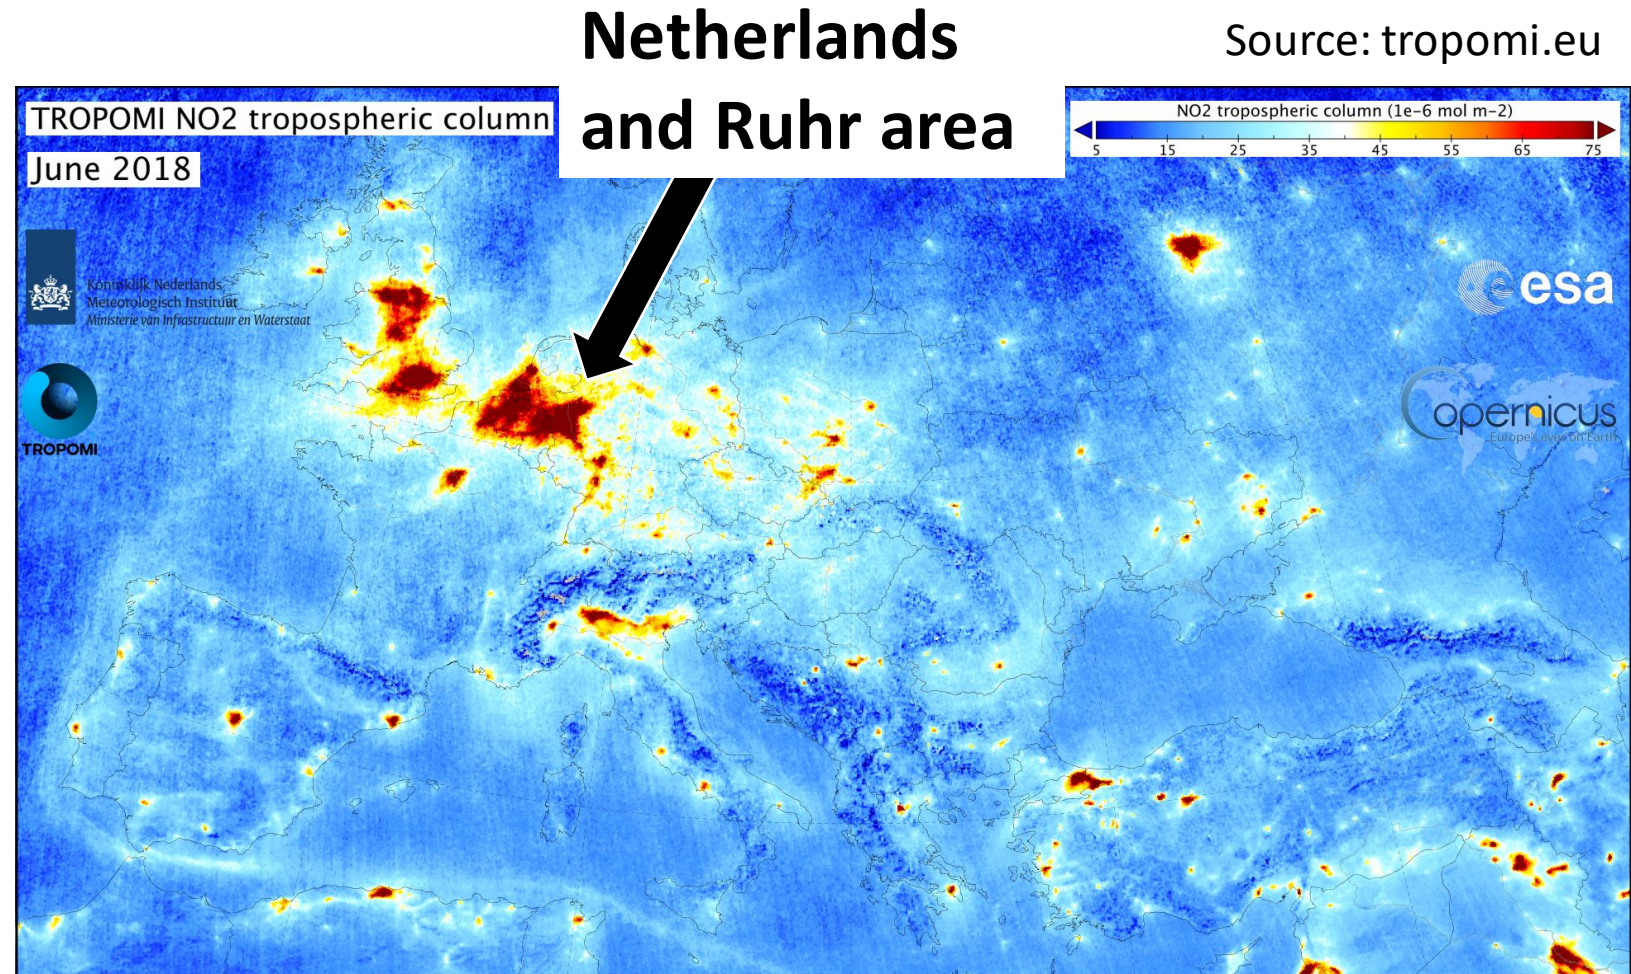 Netherlands
and Ruhr area
Source: tropomi.eu
TROPOMI NO2 tropospheric column
June 2018
NO2 tropospheric column (1e-6 mol m-2)
5 15 25 35 45 55 65 75
Koninklijk Nederlands
Meteorologisch Instituut
Ministerie van Infrastructuur en Waterstaat
esa
TROPOMI
opernicus
Europe's eyes on Earth